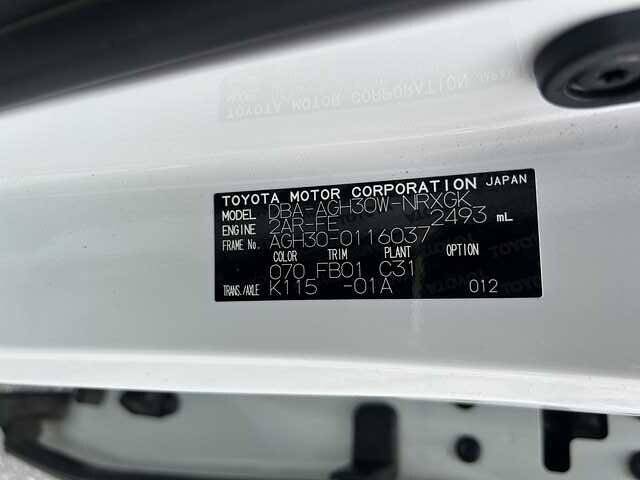 TOYOTA MOTOR CORPORATION JAPAN
MODEL DBA-AGH30W-NRXGK
ENGINE 2AR-FE 2493 mL
FRAME No. AGH30-0116037
COLOR TRIM PLANT OPTION
070 FB01 C31
TRANS./AXLE K115 -01A 012